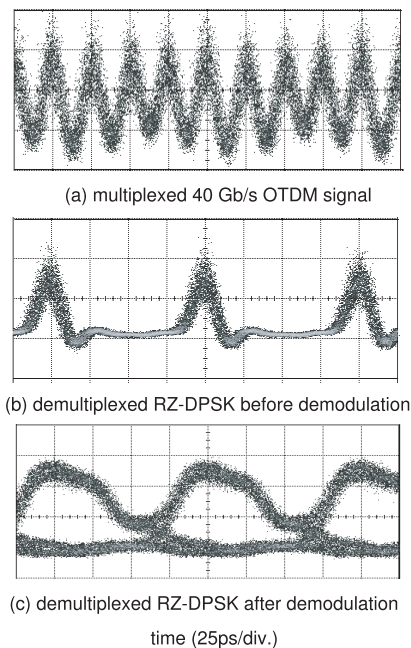 (a) multiplexed 40 Gb/s OTDM signal
(b) demultiplexed RZ-DPSK before demodulation
(c) demultiplexed RZ-DPSK after demodulation
time (25ps/div.)